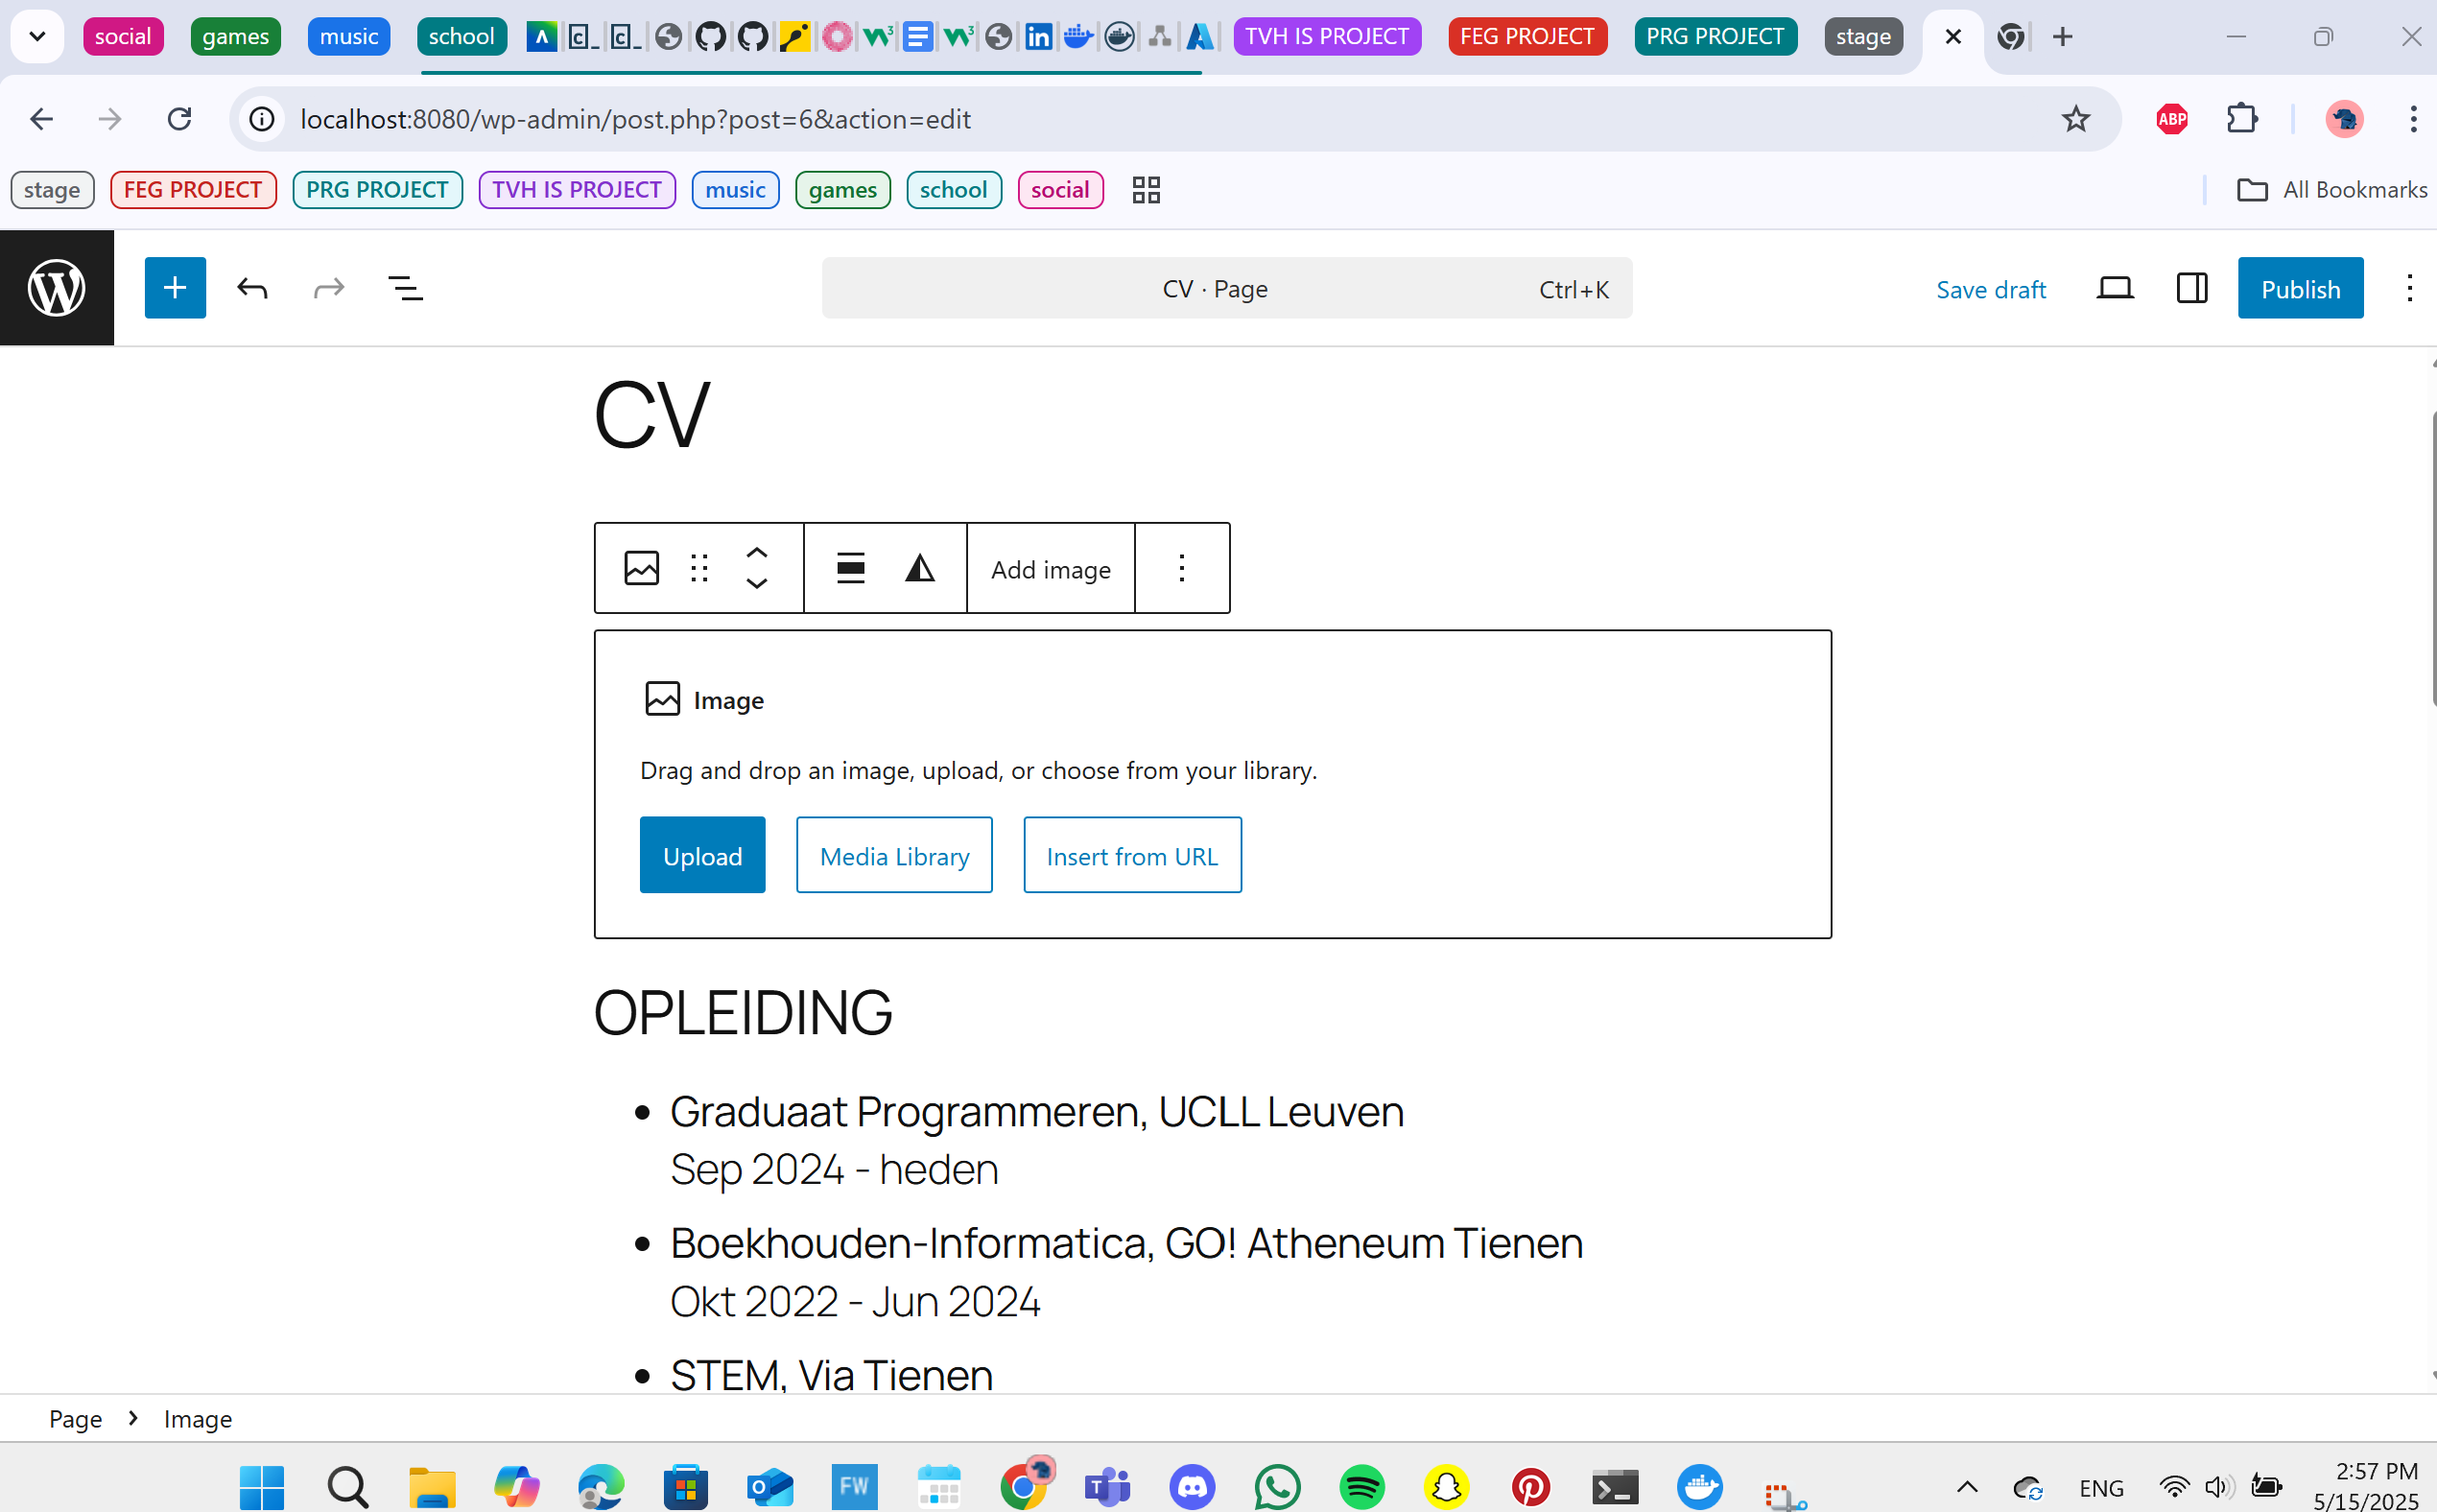 social games music school TVH IS PROJECT FEG PROJECT PRG PROJECT stage
localhost:8080/wp-admin/post.php?post=6&action=edit ABP
stage FEG PROJECT PRG PROJECT TVH IS PROJECT music games school social All Bookmarks
CV · Page Ctrl+K Save draft Publish
CV
Add image
Image
Drag and drop an image, upload, or choose from your library.
Upload Media Library Insert from URL
OPLEIDING
Graduaat Programmeren, UCLL Leuven
Sep 2024 - heden
Boekhouden-Informatica, GO! Atheneum Tienen
Okt 2022 - Jun 2024
STEM, Via Tienen
Page › Image
FW
ENG
2:57 PM
5/15/2025